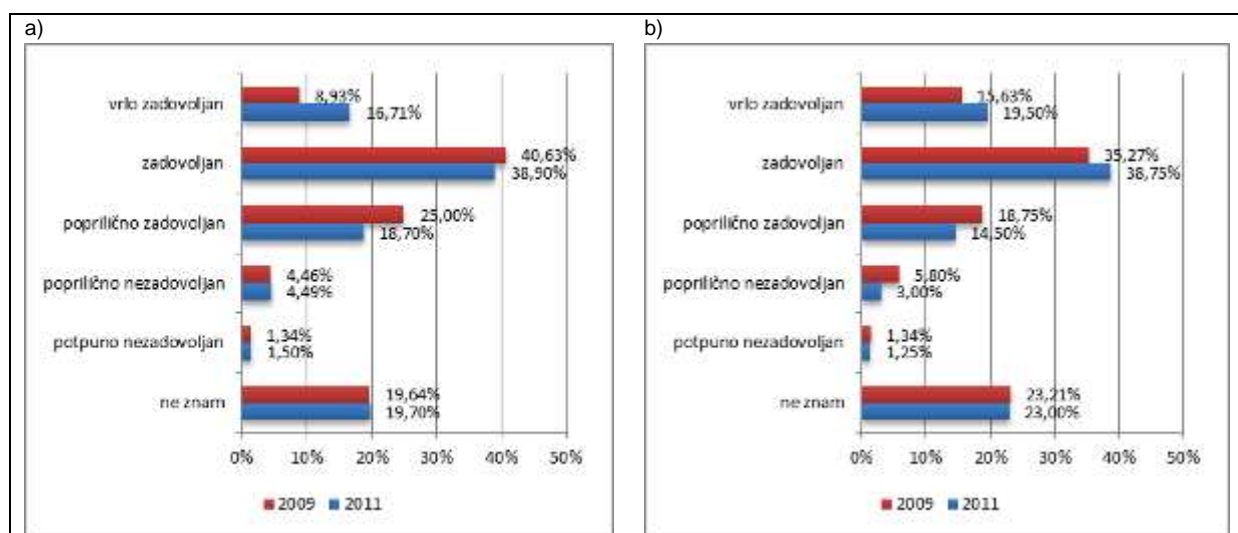 a)
vrlo zadovoljan
8,93%
16,71%
zadovoljan
40,63%
38,90%
poprilično zadovoljan
25,00%
18,70%
poprilično nezadovoljan
4,46%
4,49%
potpuno nezadovoljan
1,34%
1,50%
ne znam
19,64%
19,70%
0% 10% 20% 30% 40% 50%
2009 2011
b)
vrlo zadovoljan
15,63%
19,50%
zadovoljan
35,27%
38,75%
poprilično zadovoljan
18,75%
14,50%
poprilično nezadovoljan
5,80%
3,00%
potpuno nezadovoljan
1,34%
1,25%
ne znam
23,21%
23,00%
0% 10% 20% 30% 40% 50%
2009 2011